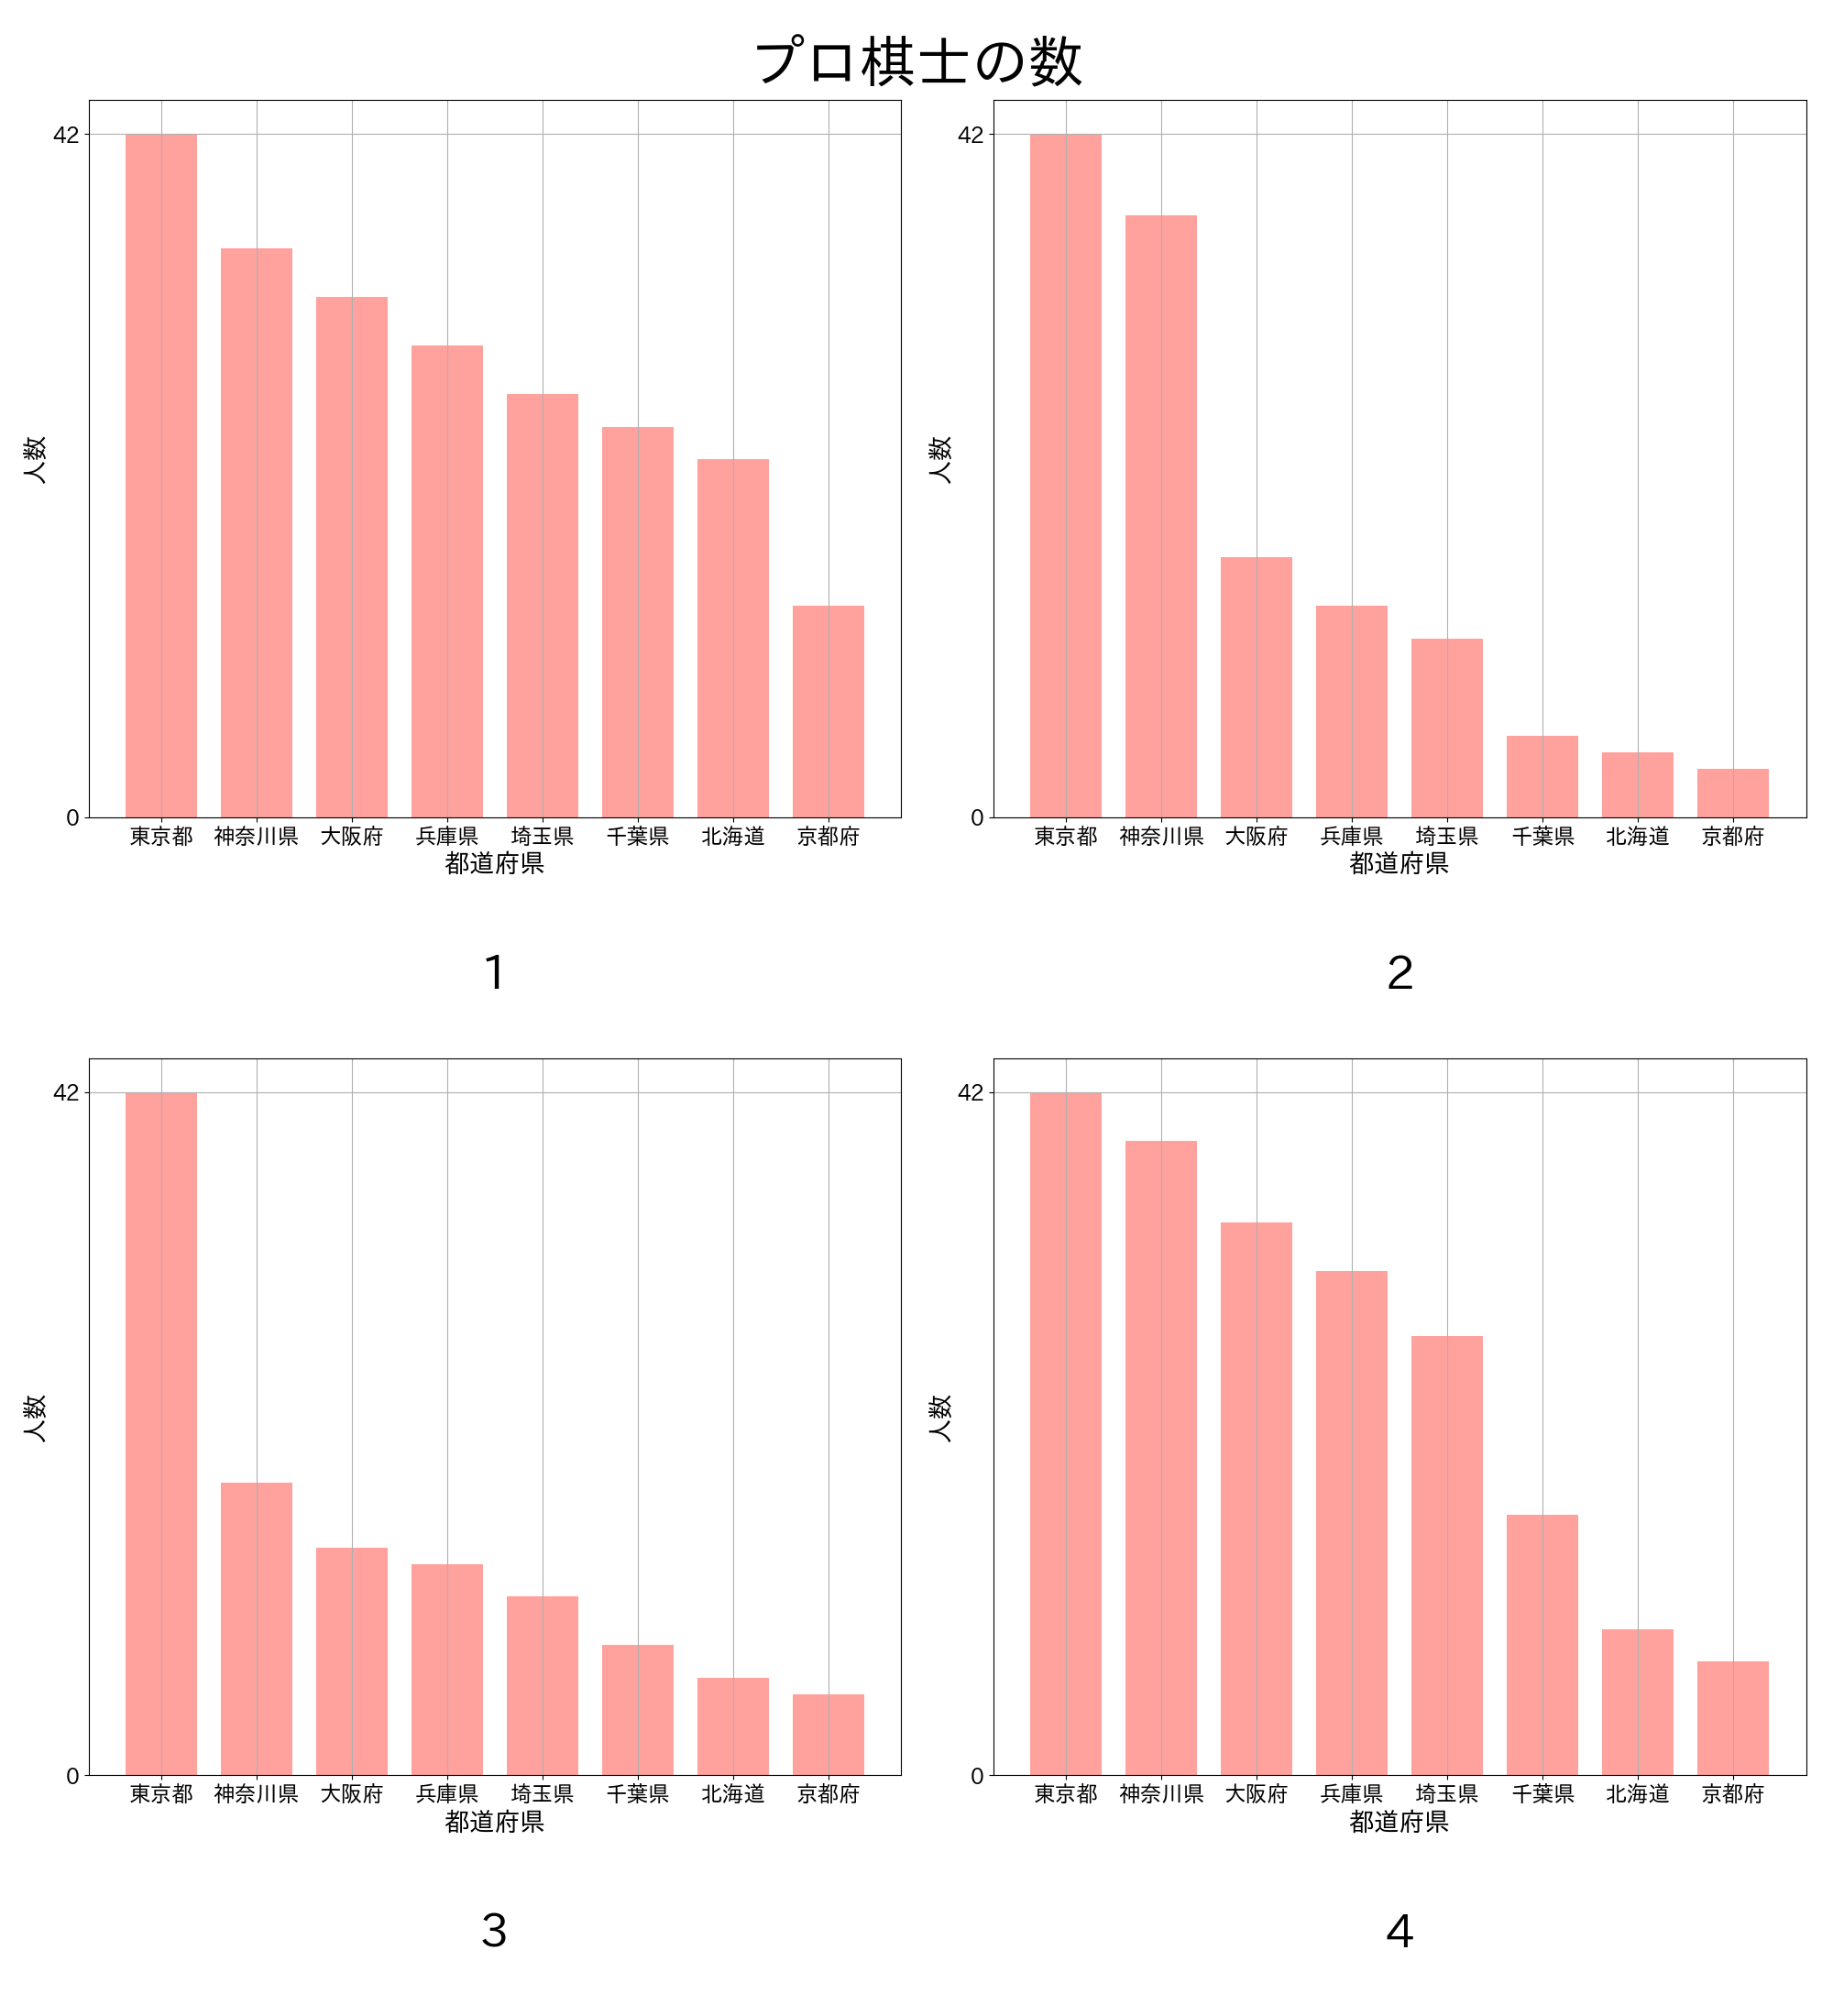 プロ棋士の数
42
0
人数
東京都 神奈川県 大阪府 兵庫県 埼玉県 千葉県 北海道 京都府
都道府県
1
42
0
人数
東京都 神奈川県 大阪府 兵庫県 埼玉県 千葉県 北海道 京都府
都道府県
2
42
0
人数
東京都 神奈川県 大阪府 兵庫県 埼玉県 千葉県 北海道 京都府
都道府県
3
42
0
人数
東京都 神奈川県 大阪府 兵庫県 埼玉県 千葉県 北海道 京都府
都道府県
4